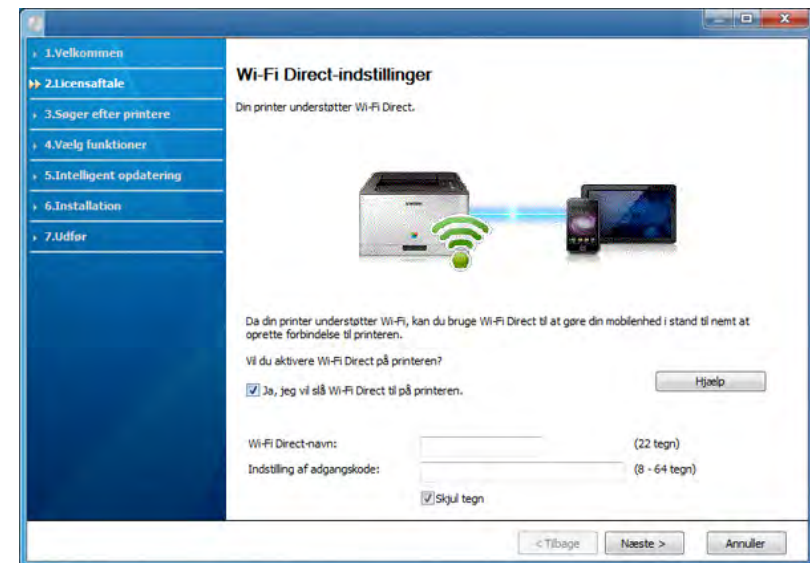 1.Velkommen
2.Licensaftale
3.Søger efter printere
4.Vælg funktioner
5.Intelligent opdatering
6.Installation
7.Udfør
Wi-Fi Direct-indstillinger
Din printer understøtter Wi-Fi Direct.
Da din printer understøtter Wi-Fi, kan du bruge Wi-Fi Direct til at gøre din mobilenhed i stand til nemt at
oprette forbindelse til printeren.
Vil du aktivere Wi-Fi Direct på printeren?
Ja, jeg vil slå Wi-Fi Direct til på printeren.
Hjælp
Wi-Fi Direct-navn: (22 tegn)
Indstilling af adgangskode: (8 - 64 tegn)
Skjul tegn
< Tilbage Næste > Annuller